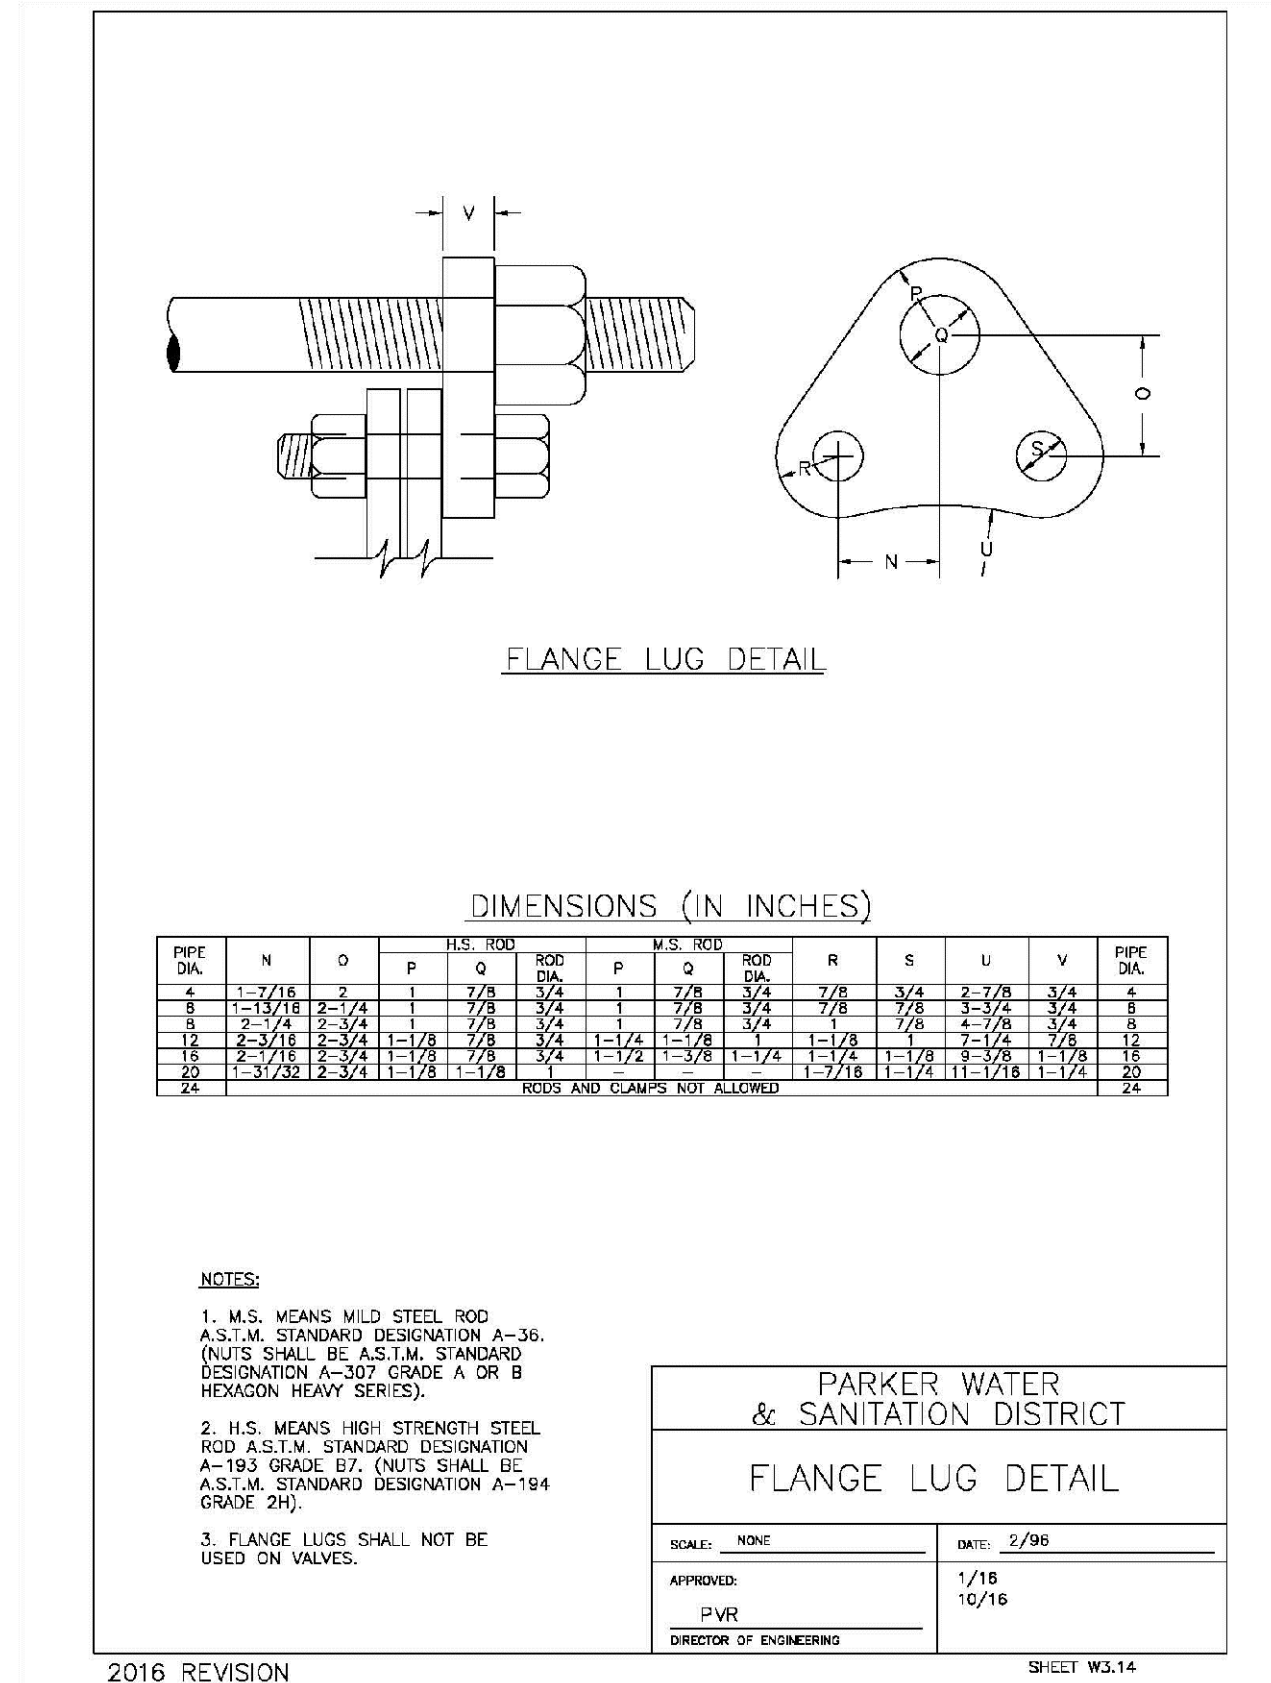 V
P
Q
O
S
R
N
U
FLANGE LUG DETAIL
DIMENSIONS (IN INCHES)
PIPE DIA. N O H.S. ROD M.S. ROD R S U V PIPE DIA.
P Q ROD DIA. P Q ROD DIA.
4 1-7/16 2 1 7/8 3/4 1 7/8 3/4 7/8 3/4 2-7/8 3/4 4
6 1-13/16 2-1/4 1 7/8 3/4 1 7/8 3/4 7/8 7/8 3-3/4 3/4 6
8 2-1/4 2-3/4 1 7/8 3/4 1 7/8 3/4 1 7/8 4-7/8 3/4 8
12 2-3/16 2-3/4 1-1/8 7/8 3/4 1-1/4 1-1/8 1 1-1/8 1 7-1/4 7/8 12
16 2-1/16 2-3/4 1-1/8 7/8 3/4 1-1/2 1-3/8 1-1/4 1-1/4 1-1/8 9-3/8 1-1/8 16
20 1-31/32 2-3/4 1-1/8 1-1/8 1 – – – 1-7/16 1-1/4 11-1/16 1-1/4 20
24 RODS AND CLAMPS NOT ALLOWED 24
NOTES:
1. M.S. MEANS MILD STEEL ROD
A.S.T.M. STANDARD DESIGNATION A-36.
(NUTS SHALL BE A.S.T.M. STANDARD
DESIGNATION A-307 GRADE A OR B
HEXAGON HEAVY SERIES).
2. H.S. MEANS HIGH STRENGTH STEEL
ROD A.S.T.M. STANDARD DESIGNATION
A-193 GRADE B7. (NUTS SHALL BE
A.S.T.M. STANDARD DESIGNATION A-194
GRADE 2H).
3. FLANGE LUGS SHALL NOT BE
USED ON VALVES.
PARKER WATER
& SANITATION DISTRICT
FLANGE LUG DETAIL
SCALE: NONE
DATE: 2/96
APPROVED:
PVR
DIRECTOR OF ENGINEERING
1/16
10/16
2016 REVISION
SHEET W3.14